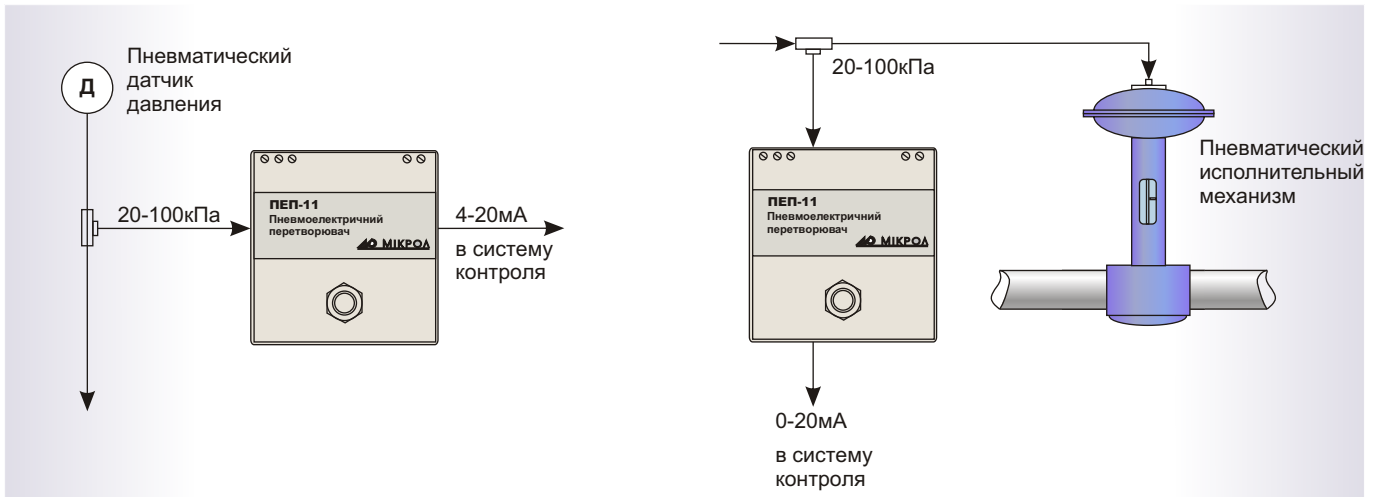 Пневматический
датчик
давления
Д
20-100кПа
ПЕП-11
Пневмоелектричний
перетворювач
МІКРОЛ
4-20мА
в систему
контроля
20-100кПа
ПЕП-11
Пневмоелектричний
перетворювач
МІКРОЛ
0-20мА
в систему
контроля
Пневматический
исполнительный
механизм